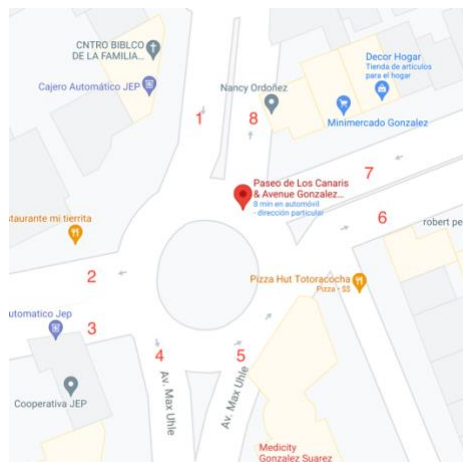 CNTRO BIBLCO
DE LA FAMILIA...
Decor Hogar
Tienda de artículos
para el hogar
Cajero Automático JEP
Nancy Ordoñez
1
8
Minimercado Gonzalez
7
Paseo de Los Canaris
& Avenue Gonzalez...
8 min en automóvil
- dirección particular
6
staurante mi tierrita
robert pe
2
Pizza Hut Totoracocha
Pizza • $$
utomatico Jep
3
4
5
Av. Max Uhle
Av. Max Uhle
Cooperativa JEP
Medicity
Gonzalez Suarez